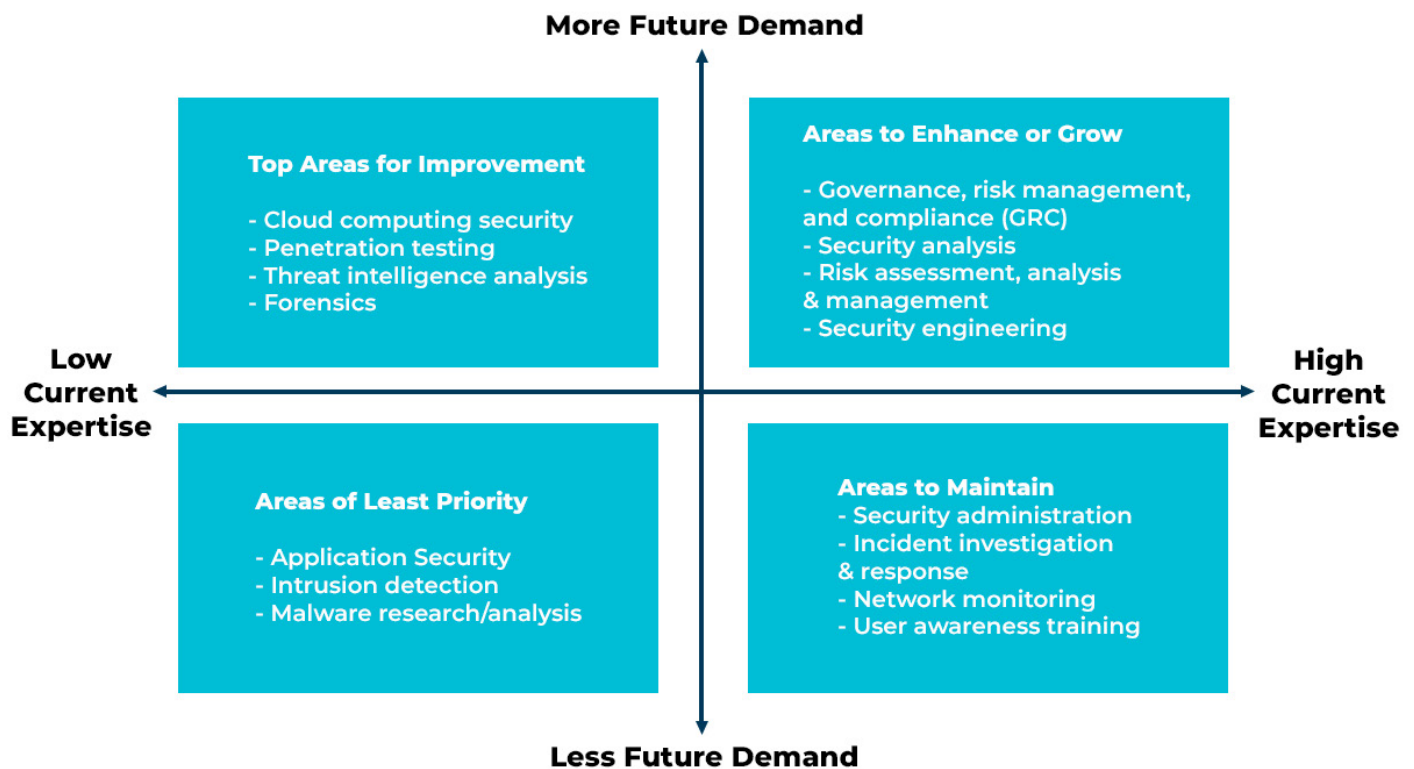 More Future Demand
Top Areas for Improvement
- Cloud computing security
- Penetration testing
- Threat intelligence analysis
- Forensics
Areas to Enhance or Grow
- Governance, risk management,
and compliance (GRC)
- Security analysis
- Risk assessment, analysis
& management
- Security engineering
Low
Current
Expertise
High
Current
Expertise
Areas of Least Priority
- Application Security
- Intrusion detection
- Malware research/analysis
Areas to Maintain
- Security administration
- Incident investigation
& response
- Network monitoring
- User awareness training
Less Future Demand